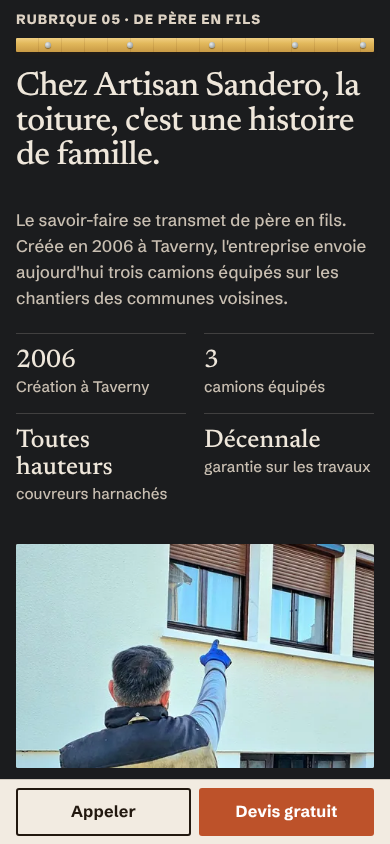 RUBRIQUE 05 · DE PÈRE EN FILS
Chez Artisan Sandero, la
toiture, c'est une histoire
de famille.
Le savoir-faire se transmet de père en fils.
Créée en 2006 à Taverny, l'entreprise envoie
aujourd'hui trois camions équipés sur les
chantiers des communes voisines.
2006
Création à Taverny
3
camions équipés
Toutes
hauteurs
couvreurs harnachés
Décennale
garantie sur les travaux
Appeler
Devis gratuit